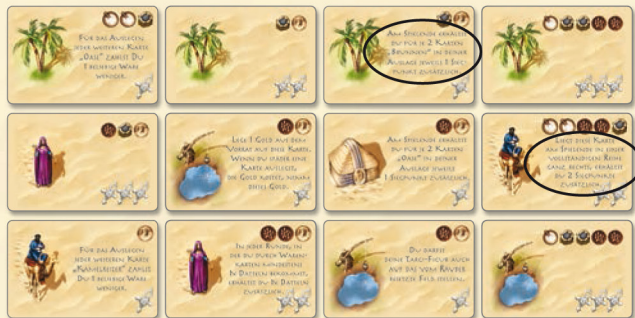 FÜR DAS AUSLEGEN
JEDER WEITEREN KARTE
„OASE" ZAHLST DU
1 BELIEBIGE WARE
WENIGER.
AM SPIELENDE ERHÄLTST
DU FÜR JE 2 KARTEN
„BRUNNEN" IN DEINER
AUSLAGE JEWEILS 1 SIEG-
PUNKT ZUSÄTZLICH.
LEGE 1 GOLD AUS DEM
VORRAT AUF DIESE KARTE.
WENN DU SPÄTER EINE
KARTE AUSLEGST,
DIE GOLD KOSTET, NIMM
DIESES GOLD.
AM SPIELENDE ERHÄLTST
DU FÜR JE 2 KARTEN
„OASE" IN DEINER
AUSLAGE JEWEILS
1 SIEGPUNKT ZUSÄTZLICH.
LIEGT DIESE KARTE
AM SPIELENDE IN EINER
VOLLSTÄNDIGEN REIHE
GANZ RECHTS, ERHÄLTST
DU 2 SIEGPUNKTE
ZUSÄTZLICH.
FÜR DAS AUSLEGEN
JEDER WEITEREN KARTE
„KAMELREITER" ZAHLST
DU 1 BELIEBIGE WARE
WENIGER.
IN JEDER RUNDE, IN
DER DU DURCH WAREN-
KARTEN MINDESTENS
1X DATTELN BEKOMMST,
ERHÄLTST DU 1X DATTELN
ZUSÄTZLICH.
DU DARFST
DEINE TARG-FIGUR AUCH
AUF DAS VOM RÄUBER
BESETZTE FELD STELLEN.